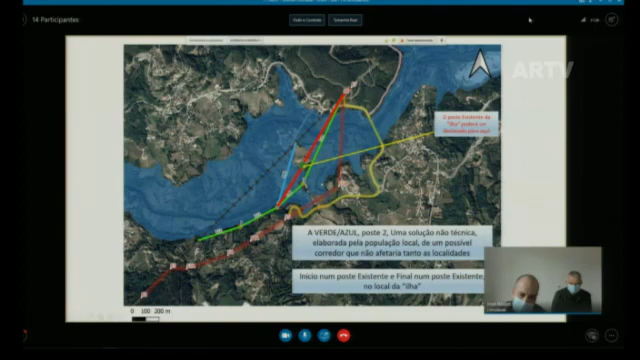 14 Participantes:
ARTV
O poste Existente da
"ilha" poderá ser
deslocado para aqui
A VERDE/AZUL, poste 2, Uma solução não técnica,
elaborada pela população local, de um possível
corredor que não afetaria tanto as localidades
Início num poste Existente e Final num poste Existente,
no local da "ilha"
0 100 200 m